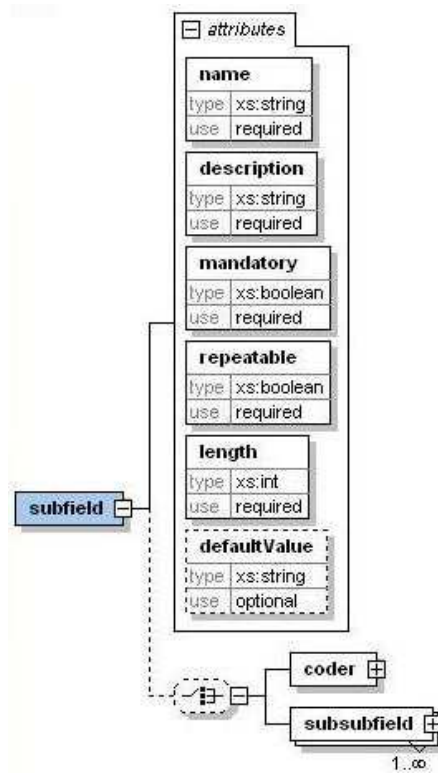 attributes
name
type xs:string
use required
description
type xs:string
use required
mandatory
type xs:boolean
use required
repeatable
type xs:boolean
use required
length
type xs:int
use required
subfield
defaultValue
type xs:string
use optional
coder
subsubfield
1..∞